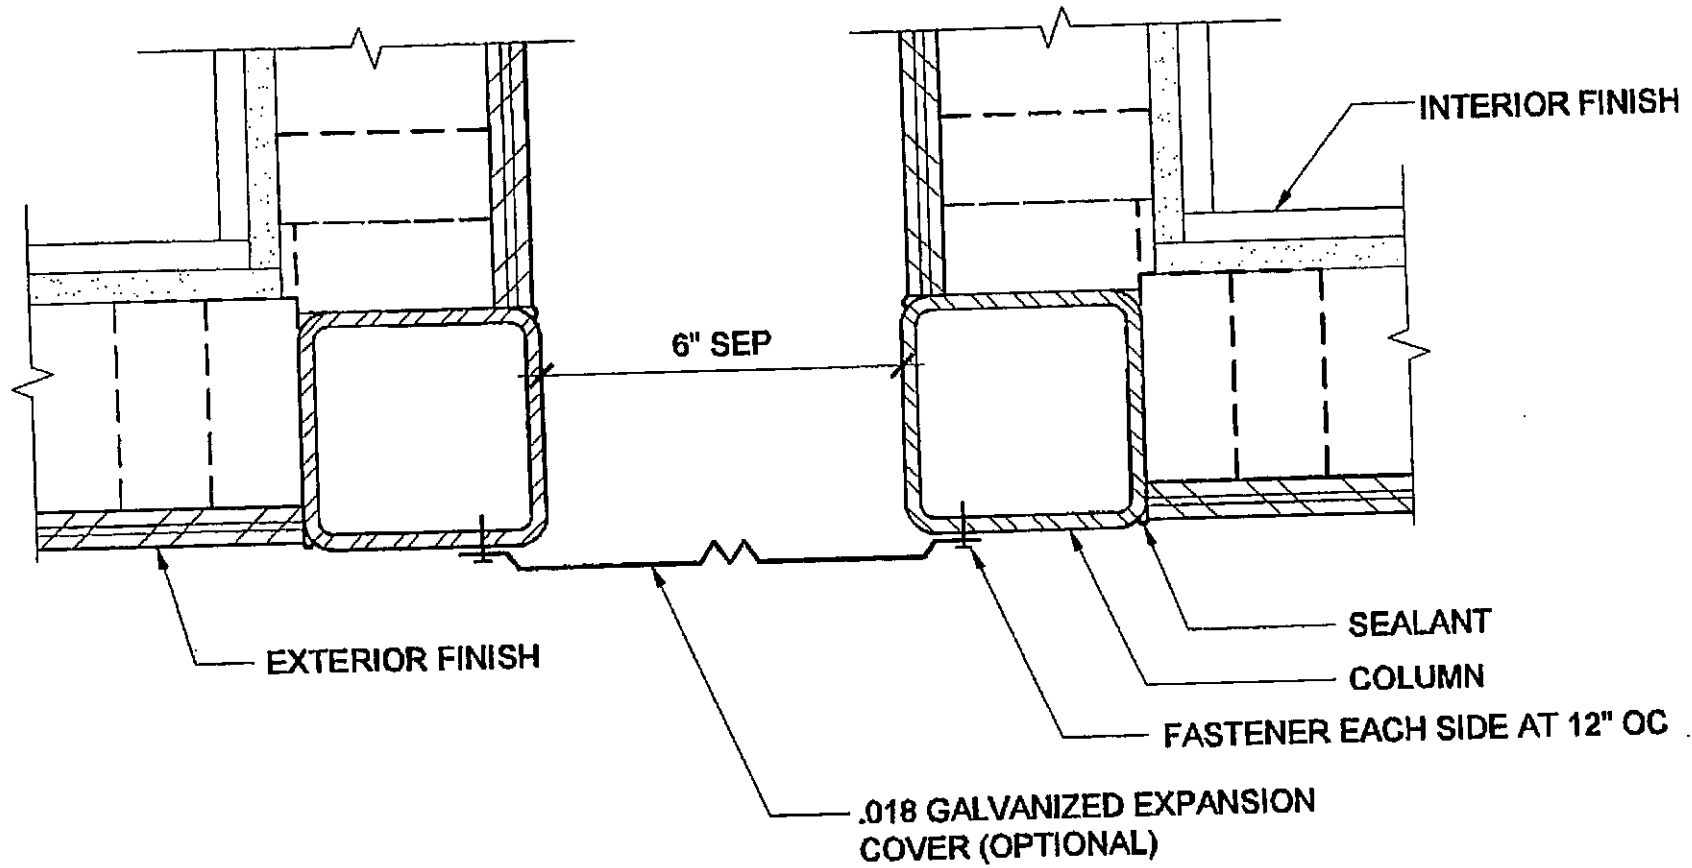 INTERIOR FINISH
6" SEP
EXTERIOR FINISH
SEALANT
COLUMN
FASTENER EACH SIDE AT 12" OC
.018 GALVANIZED EXPANSION
COVER (OPTIONAL)